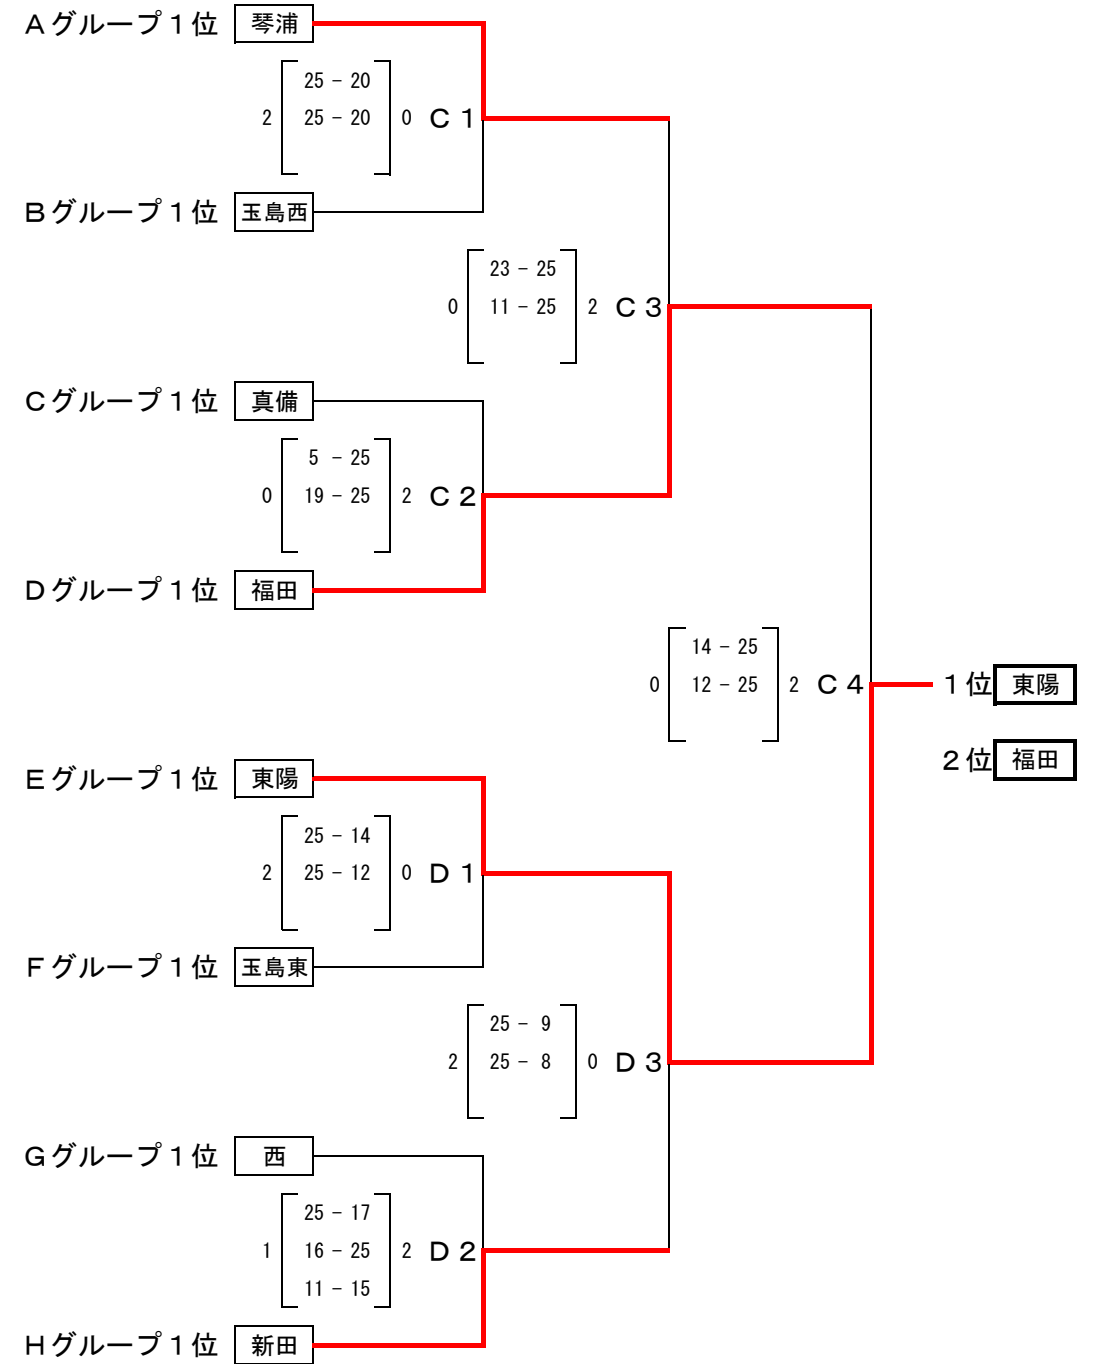 Ａグループ１位 琴浦
25 － 20
2 25 － 20 0 Ｃ１
Ｂグループ１位 玉島西
23 － 25
0 11 － 25 2 Ｃ３
Ｃグループ１位 真備
5 － 25
0 19 － 25 2 Ｃ２
Ｄグループ１位 福田
14 － 25
0 12 － 25 2 Ｃ４ １位 東陽
２位 福田
Ｅグループ１位 東陽
25 － 14
2 25 － 12 0 Ｄ１
Ｆグループ１位 玉島東
25 － 9
2 25 － 8 0 Ｄ３
Ｇグループ１位 西
25 － 17
1 16 － 25 2 Ｄ２
11 － 15
Ｈグループ１位 新田